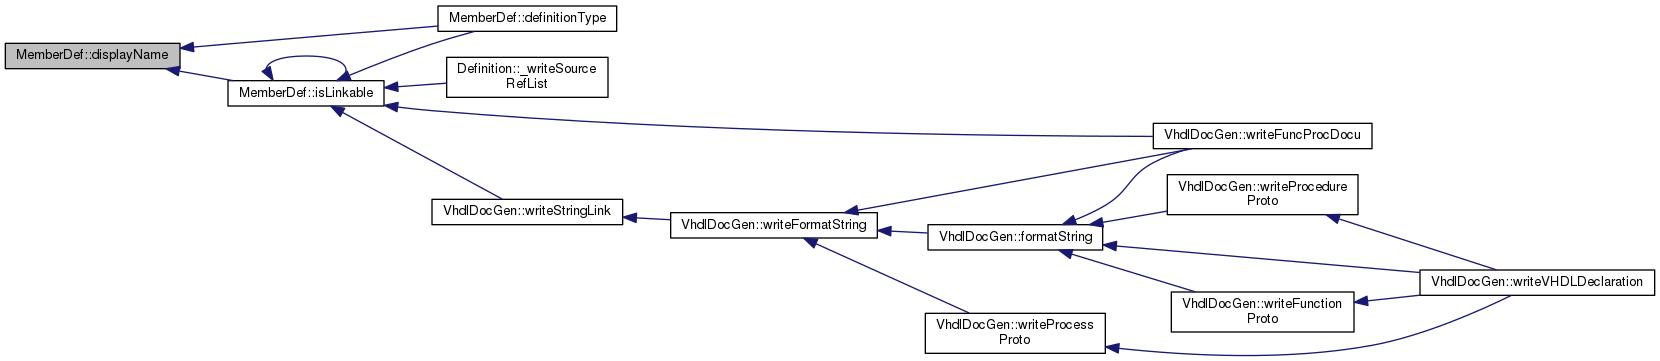 MemberDef::definitionType
MemberDef::displayName
Definition::_writeSource
RefList
MemberDef::isLinkable
VhdlDocGen::writeFuncProcDocu
VhdlDocGen::writeProcedure
Proto
VhdlDocGen::writeStringLink
VhdlDocGen::writeFormatString
VhdlDocGen::formatString
VhdlDocGen::writeVHDLDeclaration
VhdlDocGen::writeFunction
Proto
VhdlDocGen::writeProcess
Proto